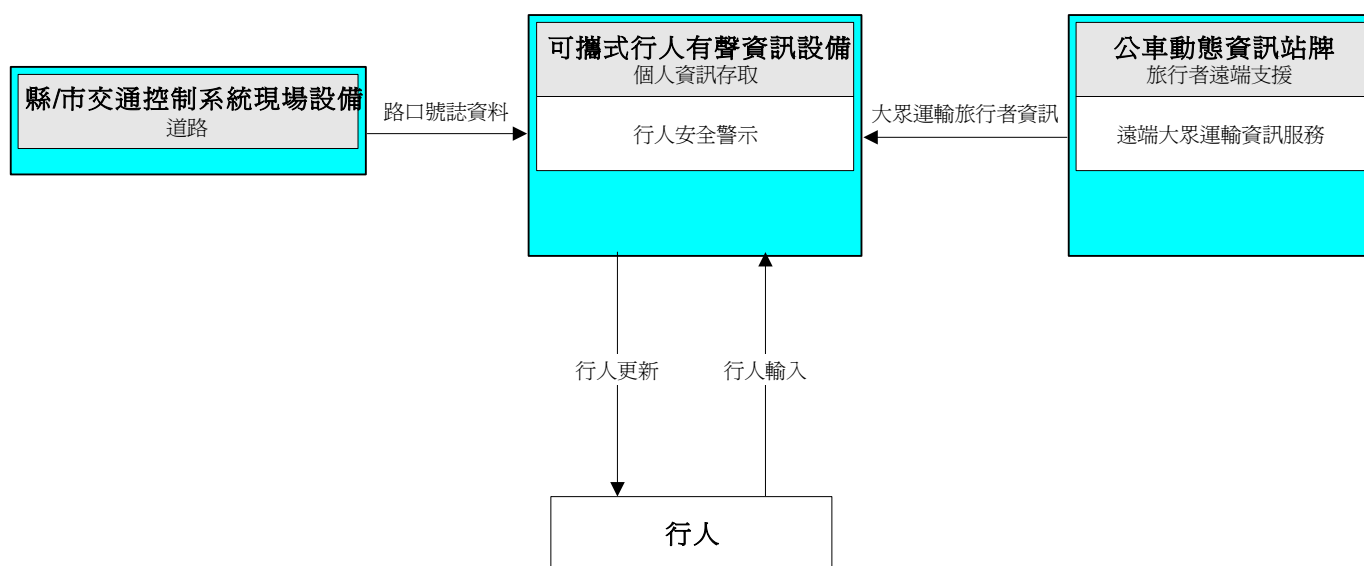 縣/市交通控制系統現場設備
道路
路口號誌資料
可攜式行人有聲資訊設備
個人資訊存取
行人安全警示
大眾運輸旅行者資訊
公車動態資訊站牌
旅行者遠端支援
遠端大眾運輸資訊服務
行人更新
行人輸入
行人